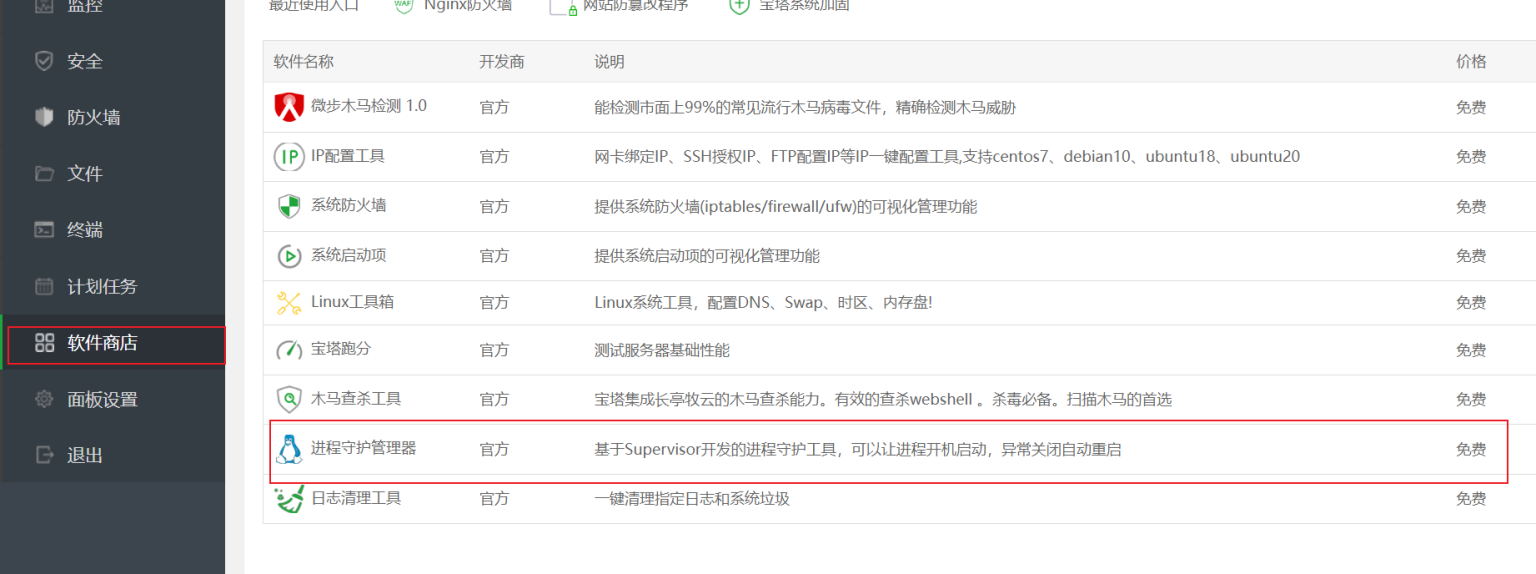 监控
安全
防火墙
文件
终端
计划任务
软件商店
面板设置
退出
最近使用入口 WAF Nginx防火墙 网站防篡改程序 宝塔系统加固
软件名称 开发商 说明 价格
微步木马检测 1.0 官方 能检测市面上99%的常见流行木马病毒文件，精确检测木马威胁 免费
IP IP配置工具 官方 网卡绑定IP、SSH授权IP、FTP配置IP等IP一键配置工具,支持centos7、debian10、ubuntu18、ubuntu20 免费
系统防火墙 官方 提供系统防火墙(iptables/firewall/ufw)的可视化管理功能 免费
系统启动项 官方 提供系统启动项的可视化管理功能 免费
Linux工具箱 官方 Linux系统工具，配置DNS、Swap、时区、内存盘! 免费
宝塔跑分 官方 测试服务器基础性能 免费
木马查杀工具 官方 宝塔集成长亭牧云的木马查杀能力。有效的查杀webshell 。杀毒必备。扫描木马的首选 免费
进程守护管理器 官方 基于Supervisor开发的进程守护工具，可以让进程开机启动，异常关闭自动重启 免费
日志清理工具 官方 一键清理指定日志和系统垃圾 免费